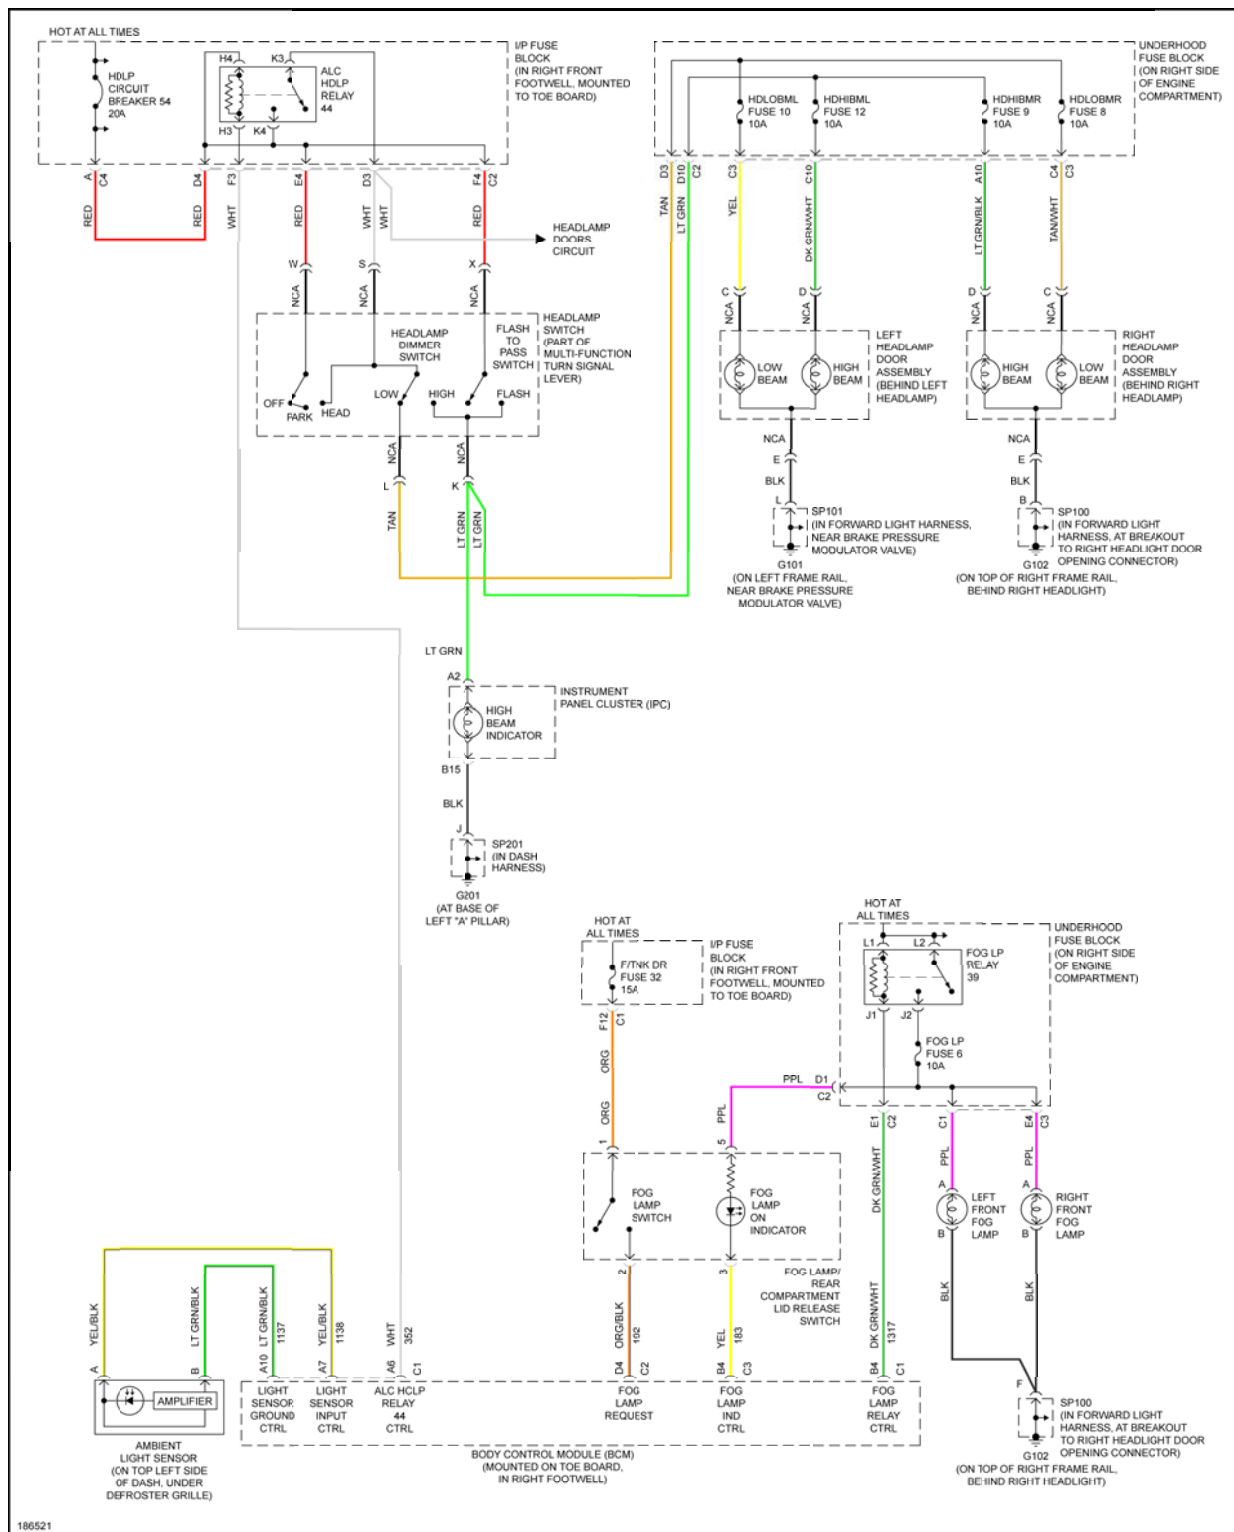 HOT AT ALL TIMES
H4
K3
HDLP
CIRCUIT
BREAKER 54
20A
ALC
HDLP
RELAY
44
H3
K4
I/P FUSE
BLOCK
(IN RIGHT FRONT
FOOTWELL, MOUNTED
TO TOE BOARD)
A
C4
D4
F3
E4
D3
F4
C2
RED
RED
WHT
RED
WHT
WHT
RED
HEADLAMP
DOORS
CIRCUIT
W
S
X
NCA
NCA
NCA
HEADLAMP
DIMMER
SWITCH
FLASH
TO
PASS
SWITCH
HEADLAMP
SWITCH
(PART OF
MULTI-FUNCTION
TURN SIGNAL
LEVER)
OFF
PARK
HEAD
LOW
HIGH
FLASH
NCA
NCA
L
K
TAN
LT GRN
LT GRN
UNDERHOOD
FUSE BLOCK
(ON RIGHT SIDE
OF ENGINE
COMPARTMENT)
HDLOBML
FUSE 10
10A
HDHIBML
FUSE 12
10A
HDHIBMR
FUSE 9
10A
HDLOBMR
FUSE 8
10A
D3
D10
C2
C3
C10
A10
C4
C3
TAN
LT GRN
YEL
DK GRN/WHT
LT GRN/BLK
TAN/WHT
C
D
D
C
NCA
NCA
NCA
NCA
LOW
BEAM
HIGH
BEAM
LEFT
HEADLAMP
DOOR
ASSEMBLY
(BEHIND LEFT
HEADLAMP)
HIGH
BEAM
LOW
BEAM
RIGHT
HEADLAMP
DOOR
ASSEMBLY
(BEHIND RIGHT
HEADLAMP)
NCA
E
BLK
L
SP101
(IN FORWARD LIGHT HARNESS,
NEAR BRAKE PRESSURE
MODULATOR VALVE)
G101
(ON LEFT FRAME RAIL,
NEAR BRAKE PRESSURE
MODULATOR VALVE)
NCA
E
BLK
B
SP100
(IN FORWARD LIGHT
HARNESS, AT BREAKOUT
TO RIGHT HEADLIGHT DOOR
OPENING CONNECTOR)
G102
(ON TOP OF RIGHT FRAME RAIL,
BEHIND RIGHT HEADLIGHT)
LT GRN
A2
INSTRUMENT
PANEL CLUSTER (IPC)
HIGH
BEAM
INDICATOR
B15
BLK
J
SP201
(IN DASH
HARNESS)
G201
(AT BASE OF
LEFT "A" PILLAR)
HOT AT
ALL TIMES
F/TNK DR
FUSE 32
15A
I/P FUSE
BLOCK
(IN RIGHT FRONT
FOOTWELL, MOUNTED
TO TOE BOARD)
F12
C1
ORG
ORG
1
HOT AT
ALL TIMES
L1
L2
FOG LP
RELAY
39
UNDERHOOD
FUSE BLOCK
(ON RIGHT SIDE
OF ENGINE
COMPARTMENT)
J1
J2
FOG LP
FUSE 6
10A
PPL
D1
C2
PPL
5
E1
C2
C1
E4
C3
DK GRN/WHT
PPL
PPL
FOG
LAMP
SWITCH
FOG
LAMP
ON
INDICATOR
A
LEFT
FRONT
FOG
LAMP
B
A
RIGHT
FRONT
FOG
LAMP
B
2
3
FOG LAMP/
REAR
COMPARTMENT
LID RELEASE
SWITCH
BLK
BLK
YEL/BLK
LT GRN/BLK
LT GRN/BLK
1137
YEL/BLK
1138
WHT
352
ORG/BLK
192
YEL
183
DK GRN/WHT
1317
A
B
A10
A7
A6
C1
D4
C2
B4
C3
B4
C1
AMPLIFIER
LIGHT
SENSOR
GROUND
CTRL
LIGHT
SENSOR
INPUT
CTRL
ALC HCLP
RELAY
44
CTRL
FOG
LAMP
REQUEST
FOG
LAMP
IND
CTRL
FOG
LAMP
RELAY
CTRL
AMBIENT
LIGHT SENSOR
(ON TOP LEFT SIDE
OF DASH, UNDER
DEFROSTER GRILLE)
BODY CONTROL MODULE (BCM)
(MOUNTED ON TOE BOARD,
IN RIGHT FOOTWELL)
F
SP100
(IN FORWARD LIGHT
HARNESS, AT BREAKOUT
TO RIGHT HEADLIGHT DOOR
OPENING CONNECTOR)
G102
(ON TOP OF RIGHT FRAME RAIL,
BEHIND RIGHT HEADLIGHT)
186521